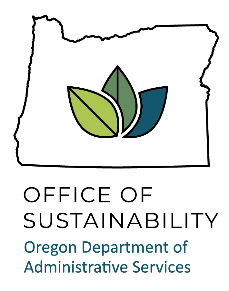 OFFICE OF
SUSTAINABILITY
Oregon Department of
Administrative Services